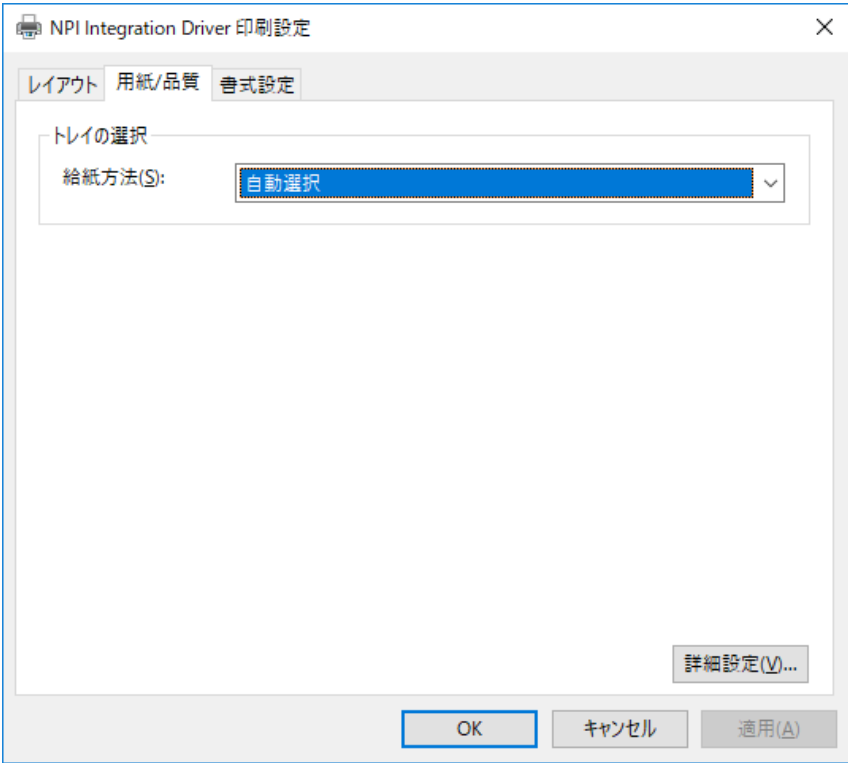 NPI Integration Driver 印刷設定
レイアウト 用紙/品質 書式設定
トレイの選択
給紙方法(S): 自動選択
詳細設定(V)...
OK キャンセル 適用(A)